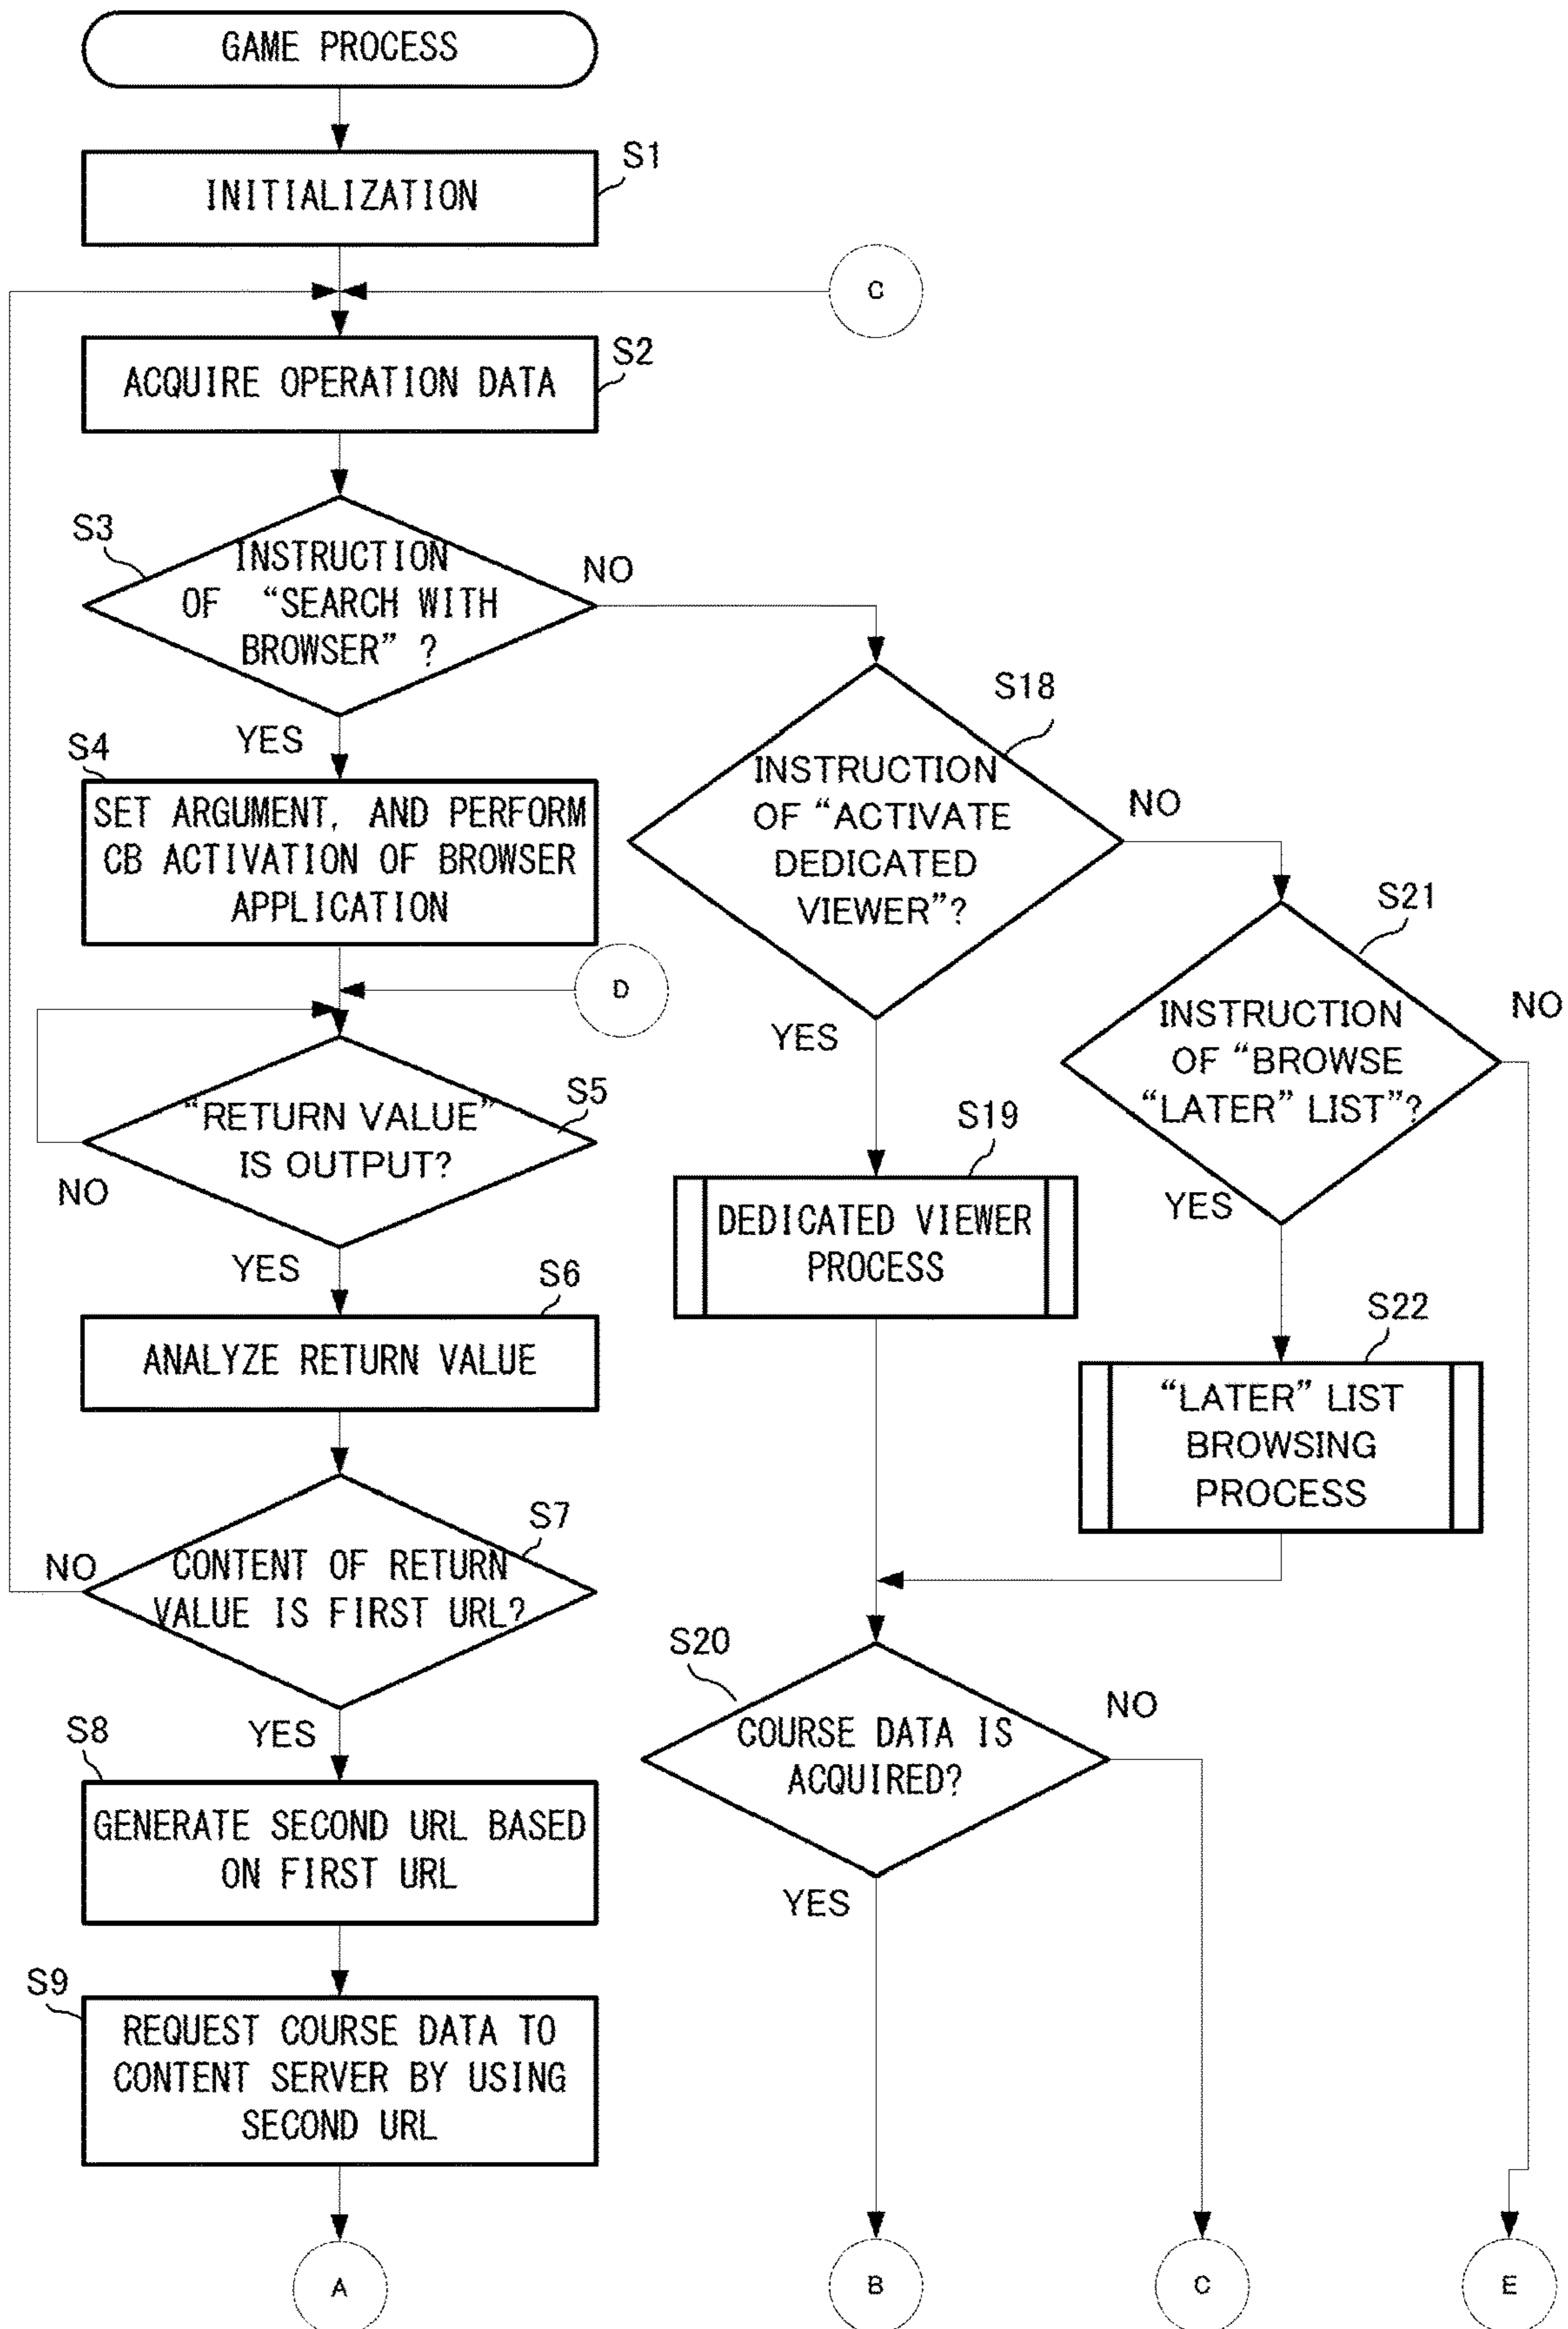 GAME PROCESS
S1
INITIALIZATION
C
S2
ACQUIRE OPERATION DATA
S3
INSTRUCTION
OF “SEARCH WITH
BROWSER” ?
NO
YES
S4
SET ARGUMENT, AND PERFORM
CB ACTIVATION OF BROWSER
APPLICATION
D
S5
“RETURN VALUE”
IS OUTPUT?
NO
YES
S6
ANALYZE RETURN VALUE
S7
CONTENT OF RETURN
VALUE IS FIRST URL?
NO
YES
S8
GENERATE SECOND URL BASED
ON FIRST URL
S9
REQUEST COURSE DATA TO
CONTENT SERVER BY USING
SECOND URL
A
S18
INSTRUCTION
OF “ACTIVATE
DEDICATED
VIEWER”?
NO
YES
S19
DEDICATED VIEWER
PROCESS
S21
INSTRUCTION
OF “BROWSE
“LATER” LIST”?
NO
YES
S22
“LATER” LIST
BROWSING
PROCESS
S20
COURSE DATA IS
ACQUIRED?
NO
YES
B
C
E